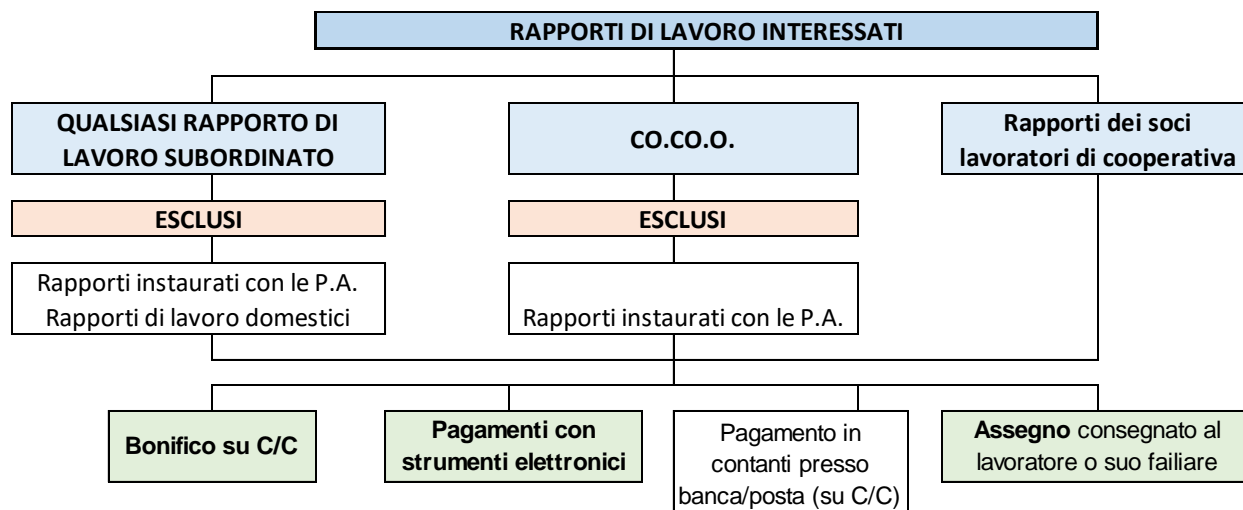 RAPPORTI DI LAVORO INTERESSATI
QUALSIASI RAPPORTO DI
LAVORO SUBORDINATO
CO.CO.O.
Rapporti dei soci
lavoratori di cooperativa
ESCLUSI
ESCLUSI
Rapporti instaurati con le P.A.
Rapporti di lavoro domestici
Rapporti instaurati con le P.A.
Bonifico su C/C
Pagamenti con
strumenti elettronici
Pagamento in
contanti presso
banca/posta (su C/C)
Assegno consegnato al
lavoratore o suo failiare